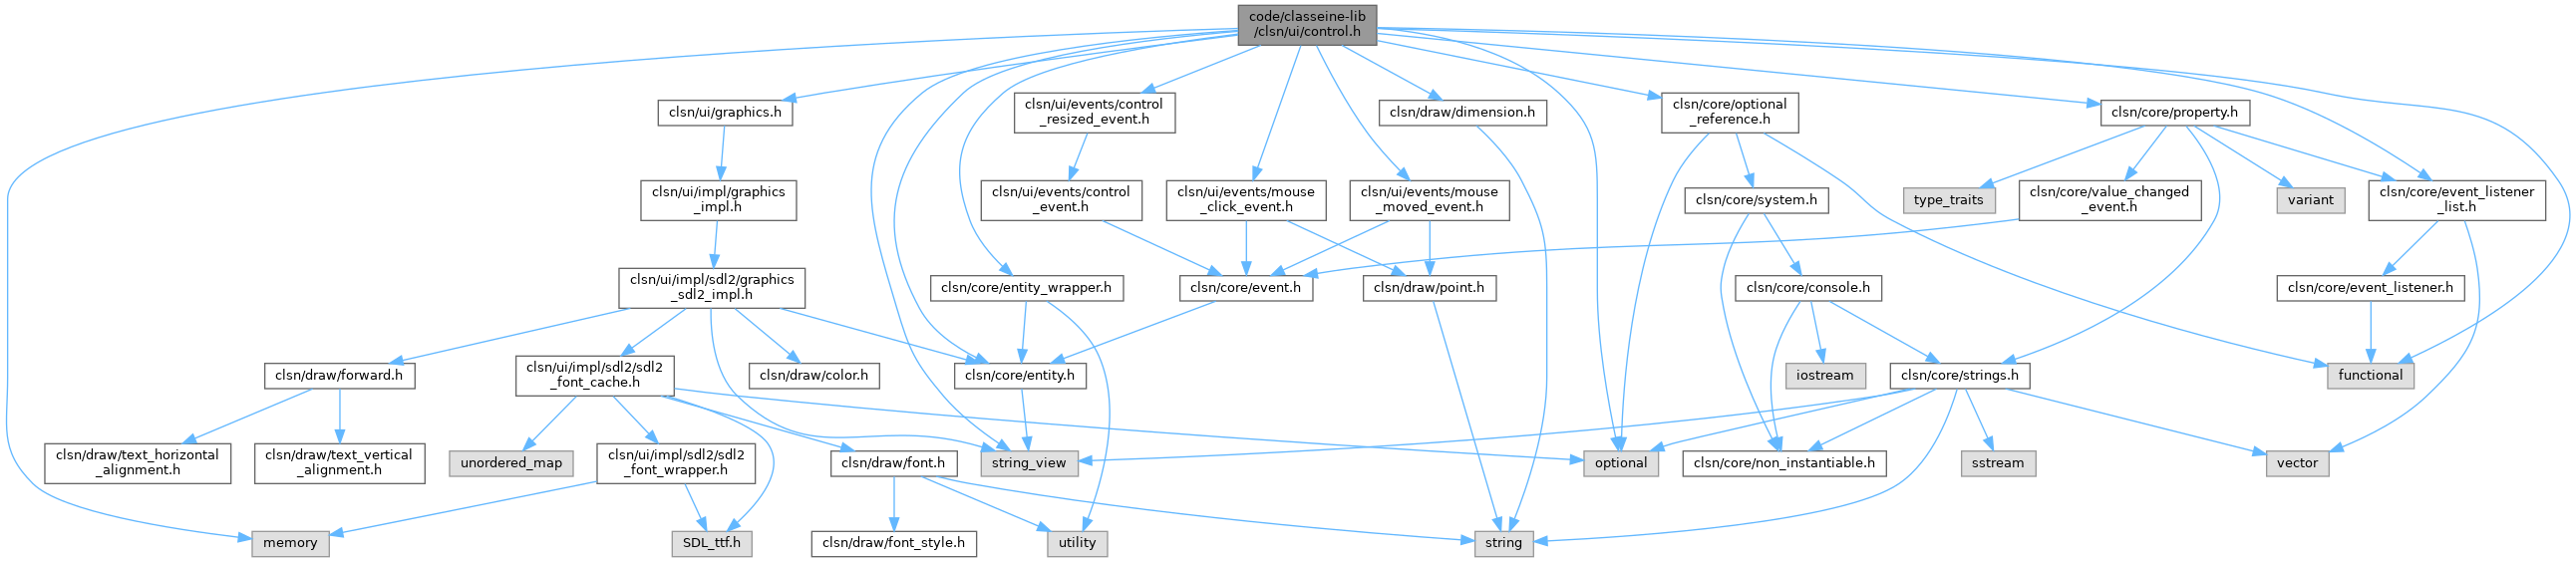 code/classeine-lib
/clsn/ui/control.h
clsn/ui/graphics.h
clsn/ui/events/control
_resized_event.h
clsn/draw/dimension.h
clsn/core/optional
_reference.h
clsn/core/property.h
clsn/ui/impl/graphics
_impl.h
clsn/ui/events/control
_event.h
clsn/ui/events/mouse
_click_event.h
clsn/ui/events/mouse
_moved_event.h
clsn/core/system.h
type_traits
clsn/core/value_changed
_event.h
variant
clsn/core/event_listener
_list.h
clsn/ui/impl/sdl2/graphics
_sdl2_impl.h
clsn/core/entity_wrapper.h
clsn/core/event.h
clsn/draw/point.h
clsn/core/console.h
clsn/core/event_listener.h
clsn/draw/forward.h
clsn/ui/impl/sdl2/sdl2
_font_cache.h
clsn/draw/color.h
clsn/core/entity.h
iostream
clsn/core/strings.h
functional
clsn/draw/text_horizontal
_alignment.h
clsn/draw/text_vertical
_alignment.h
unordered_map
clsn/ui/impl/sdl2/sdl2
_font_wrapper.h
clsn/draw/font.h
string_view
optional
clsn/core/non_instantiable.h
sstream
vector
memory
SDL_ttf.h
clsn/draw/font_style.h
utility
string